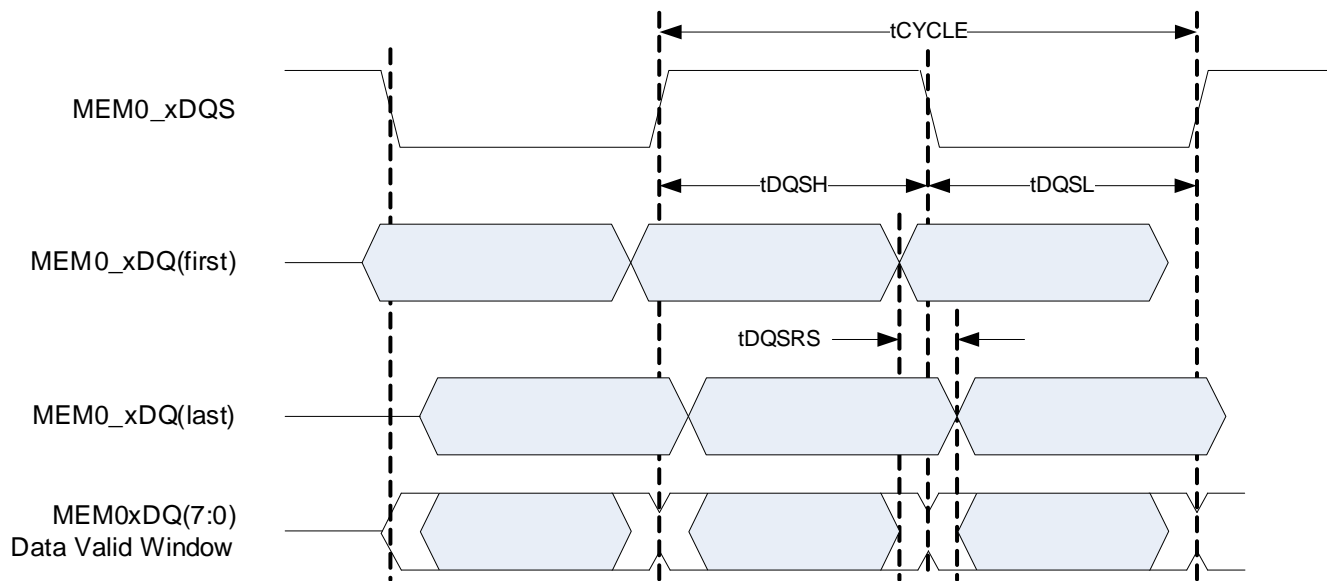 tCYCLE
MEM0_xDQS
tDQSH
tDQSL
MEM0_xDQ(first)
tDQSRS
MEM0_xDQ(last)
MEM0xDQ(7:0)
Data Valid Window